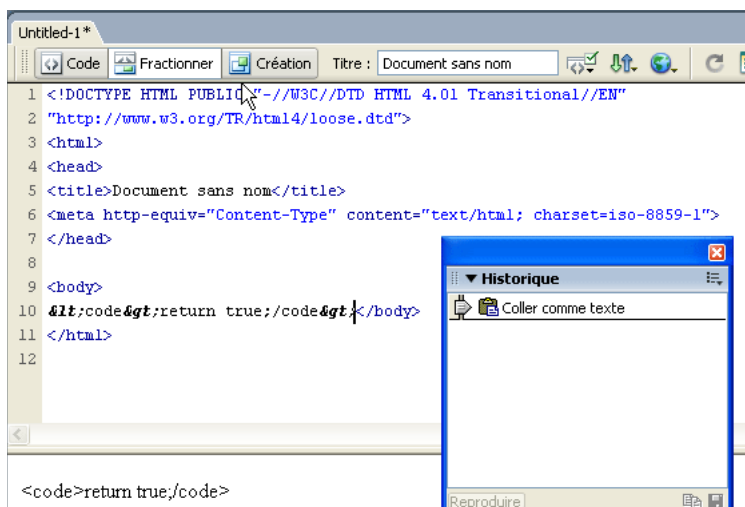 Untitled-1*
Code Fractionner Création Titre : Document sans nom
1 <!DOCTYPE HTML PUBLIC "-//W3C//DTD HTML 4.01 Transitional//EN"
2 "http://www.w3.org/TR/html4/loose.dtd">
3 <html>
4 <head>
5 <title>Document sans nom</title>
6 <meta http-equiv="Content-Type" content="text/html; charset=iso-8859-1">
7 </head>
8
9 <body>
10 &lt;code&gt;return true;/code&gt;</body>
11 </html>
12
Historique
Coller comme texte
Reproduire
<code>return true;/code>